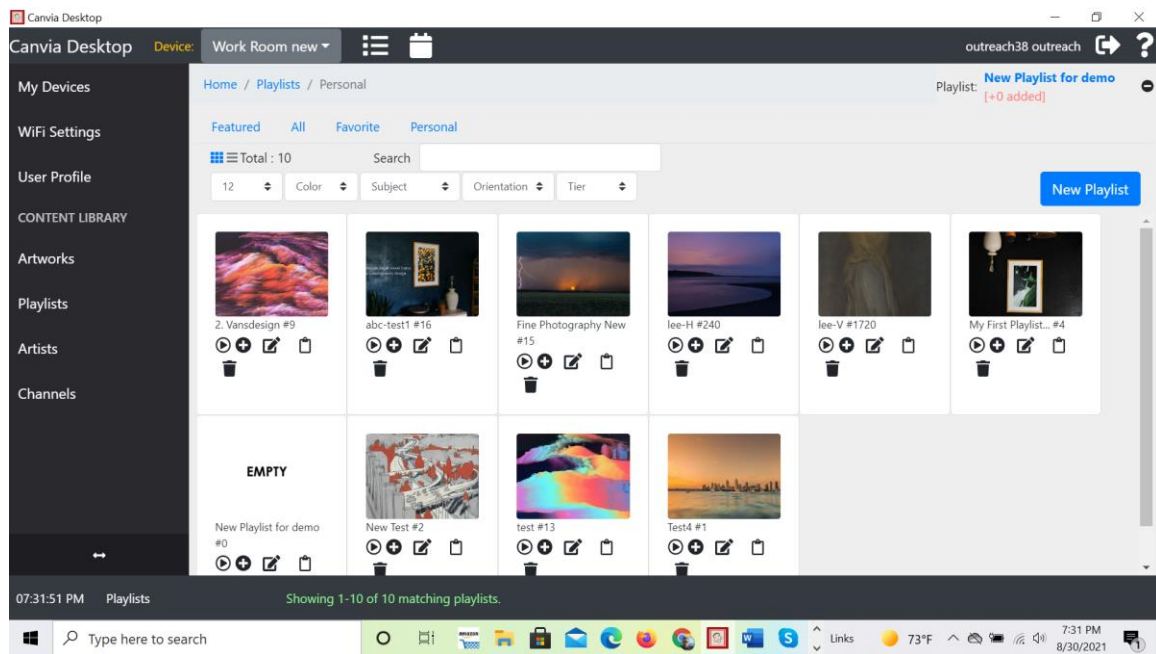 Canvia Desktop
Canvia Desktop Device: Work Room new outreach38 outreach
My Devices
WiFi Settings
User Profile
CONTENT LIBRARY
Artworks
Playlists
Artists
Channels
Home / Playlists / Personal
Playlist: New Playlist for demo
[+0 added]
Featured All Favorite Personal
Total : 10 Search
12 Color Subject Orientation Tier
New Playlist
2. Vansdesign #9
abc-test1 #16
Fine Photography New
#15
lee-H #240
lee-V #1720
My First Playlist... #4
EMPTY
New Playlist for demo
#0
New Test #2
test #13
Test4 #1
07:31:51 PM Playlists Showing 1-10 of 10 matching playlists.
Type here to search
Links
73°F
7:31 PM
8/30/2021
1